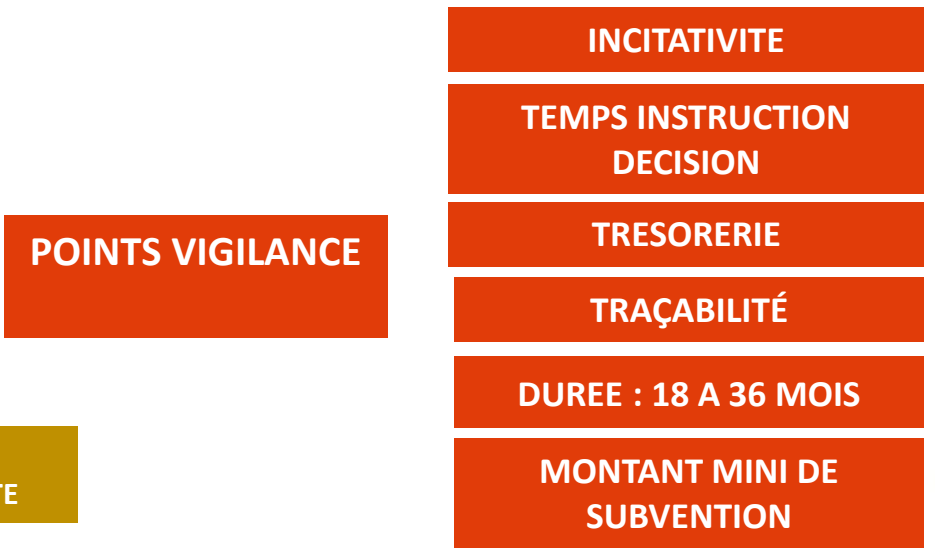 INCITATIVITE
TEMPS INSTRUCTION
DECISION
POINTS VIGILANCE
TRESORERIE
TRAÇABILITÉ
DUREE : 18 A 36 MOIS
MONTANT MINI DE
SUBVENTION